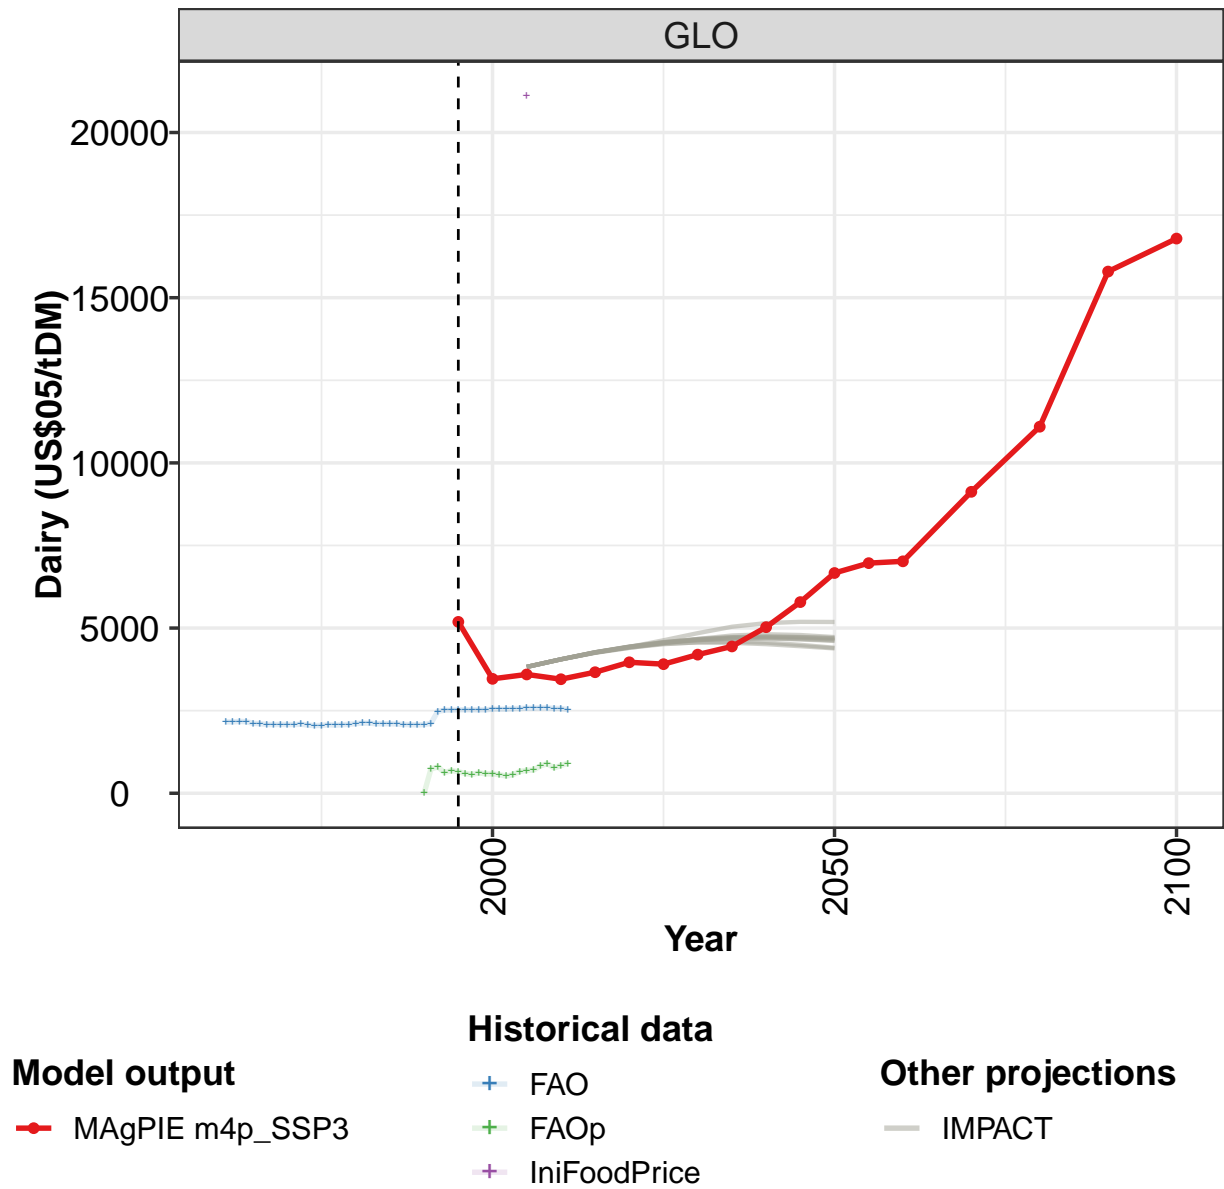 GLO
Dairy (US$05/tDM)
20000
15000
10000
5000
0
2000
2050
2100
Year
Model output
MAgPIE m4p_SSP3
Historical data
FAO
FAOp
IniFoodPrice
Other projections
IMPACT